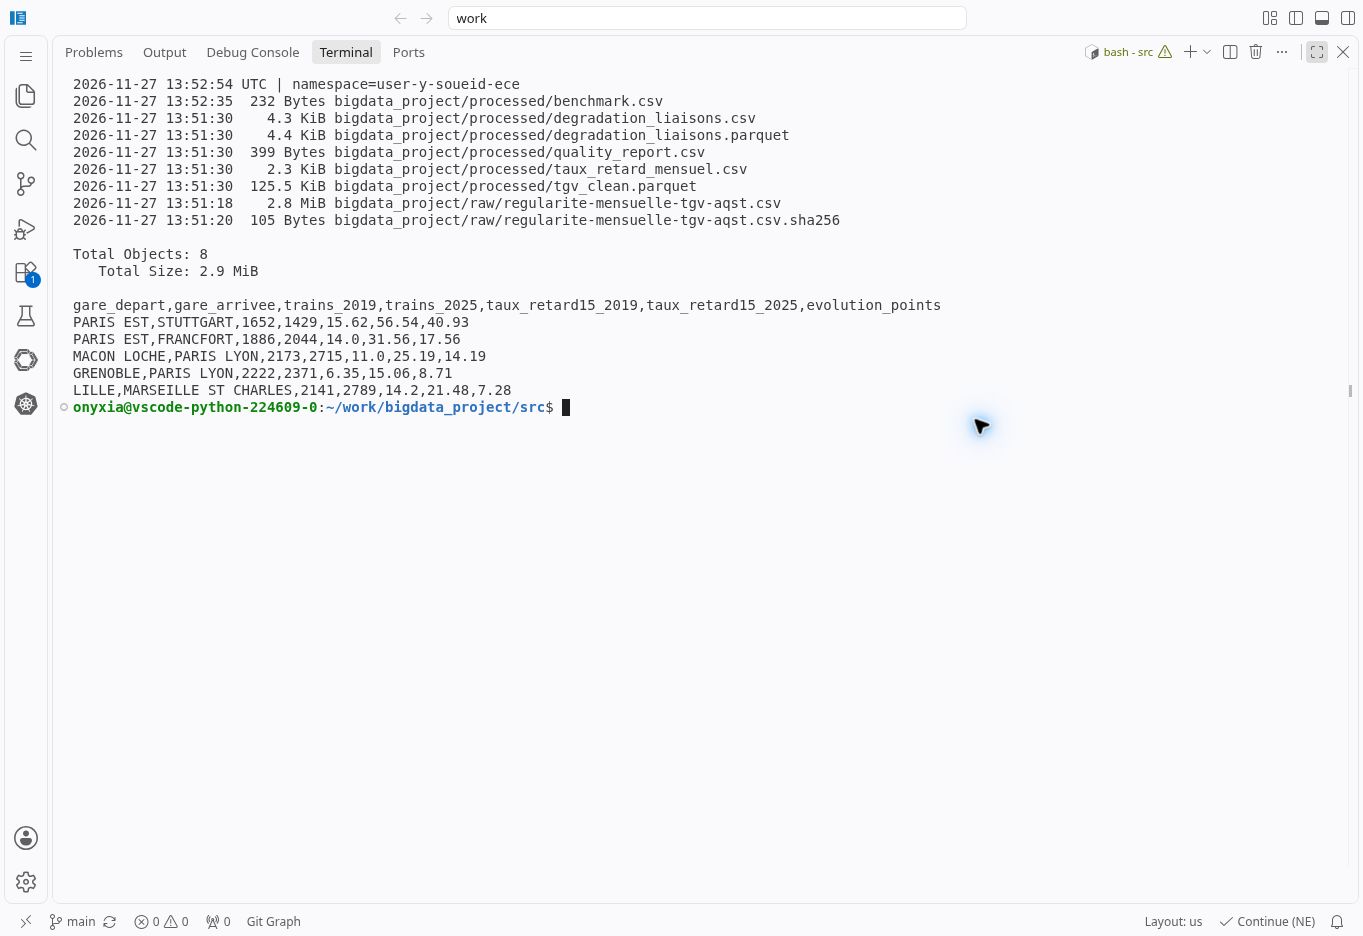 work
Problems Output Debug Console Terminal Ports bash - src
2026-11-27 13:52:54 UTC | namespace=user-y-soueid-ece
2026-11-27 13:52:35  232 Bytes bigdata_project/processed/benchmark.csv
2026-11-27 13:51:30    4.3 KiB bigdata_project/processed/degradation_liaisons.csv
2026-11-27 13:51:30    4.4 KiB bigdata_project/processed/degradation_liaisons.parquet
2026-11-27 13:51:30  399 Bytes bigdata_project/processed/quality_report.csv
2026-11-27 13:51:30    2.3 KiB bigdata_project/processed/taux_retard_mensuel.csv
2026-11-27 13:51:30  125.5 KiB bigdata_project/processed/tgv_clean.parquet
2026-11-27 13:51:18    2.8 MiB bigdata_project/raw/regularite-mensuelle-tgv-aqst.csv
2026-11-27 13:51:20  105 Bytes bigdata_project/raw/regularite-mensuelle-tgv-aqst.csv.sha256
Total Objects: 8
Total Size: 2.9 MiB
gare_depart,gare_arrivee,trains_2019,trains_2025,taux_retard15_2019,taux_retard15_2025,evolution_points
PARIS EST,STUTTGART,1652,1429,15.62,56.54,40.93
PARIS EST,FRANCFORT,1886,2044,14.0,31.56,17.56
MACON LOCHE,PARIS LYON,2173,2715,11.0,25.19,14.19
GRENOBLE,PARIS LYON,2222,2371,6.35,15.06,8.71
LILLE,MARSEILLE ST CHARLES,2141,2789,14.2,21.48,7.28
onyxia@vscode-python-224609-0:~/work/bigdata_project/src$
1
main 0 0 0 Git Graph Layout: us Continue (NE)